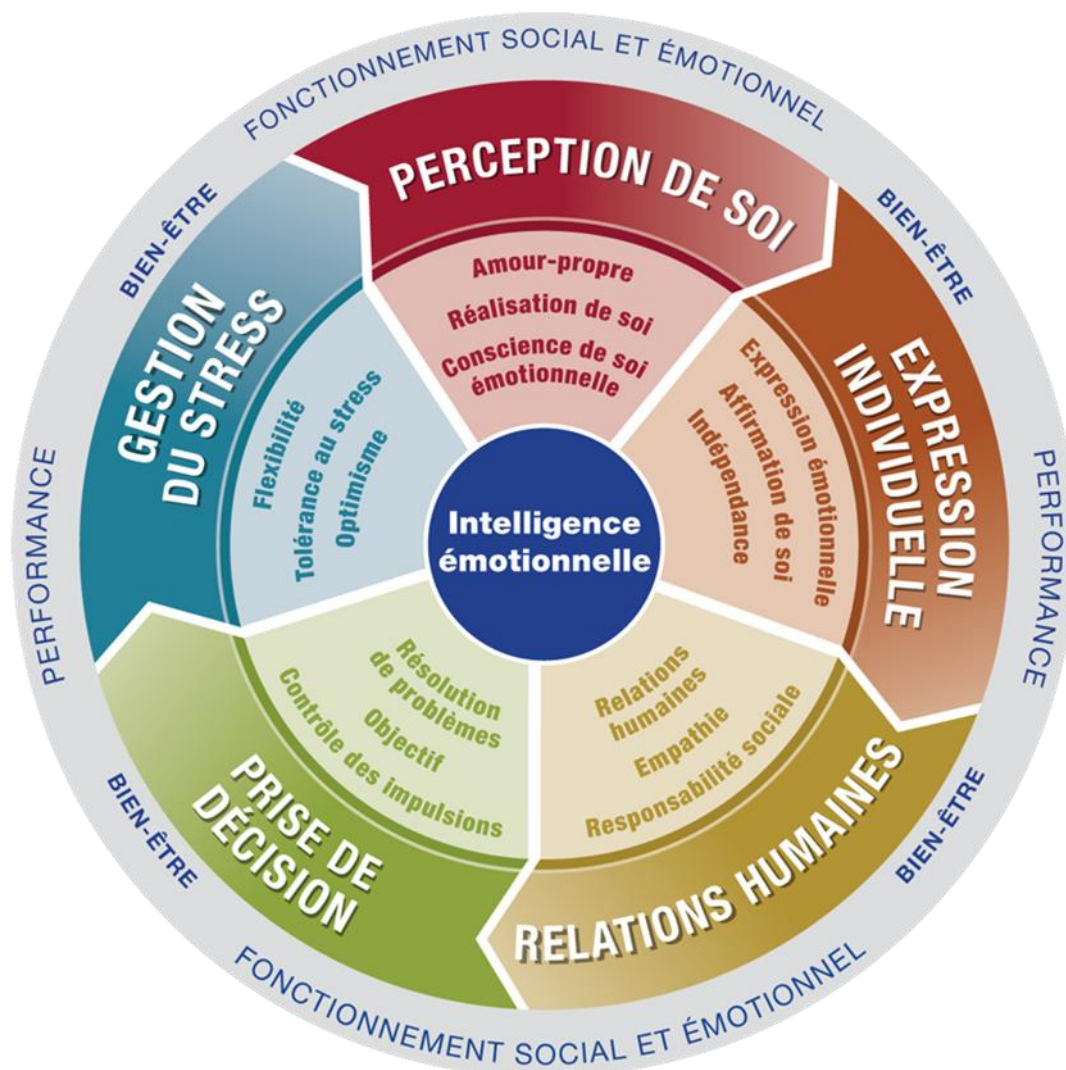 FONCTIONNEMENT SOCIAL ET ÉMOTIONNEL
BIEN-ÊTRE
BIEN-ÊTRE
PERCEPTION DE SOI
Amour-propre
Réalisation de soi
Conscience de soi
émotionnelle
EXPRESSION
INDIVIDUELLE
Expression émotionnelle
Affirmation de soi
Indépendance
GESTION
DU STRESS
Flexibilité
Tolérance au stress
Optimisme
Intelligence
émotionnelle
PERFORMANCE
PERFORMANCE
Relations
humaines
Empathie
Responsabilité sociale
RELATIONS HUMAINES
Résolution
de problèmes
Objectif
Contrôle des impulsions
PRISE DE
DÉCISION
BIEN-ÊTRE
BIEN-ÊTRE
FONCTIONNEMENT SOCIAL ET ÉMOTIONNEL